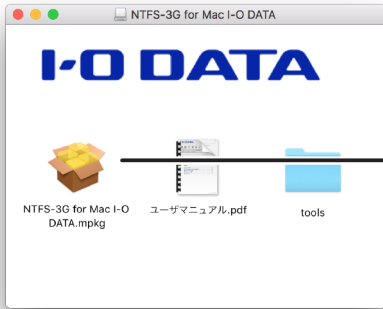 NTFS-3G for Mac I-O DATA
I-O DATA
NTFS-3G for Mac I-O
DATA.mpkg
ユーザマニュアル.pdf
tools